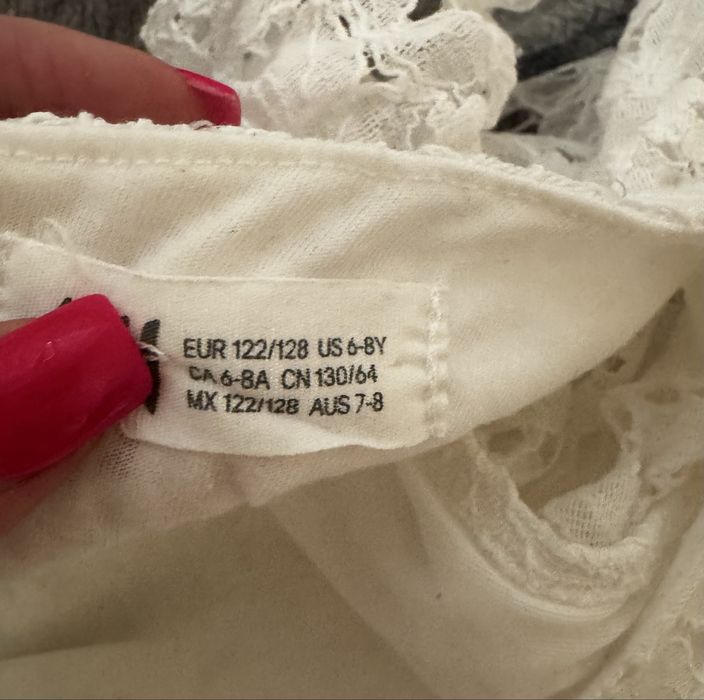 EUR 122/128 US 6-8Y
CA 6-8A CN 130/64
MX 122/128 AUS 7-8